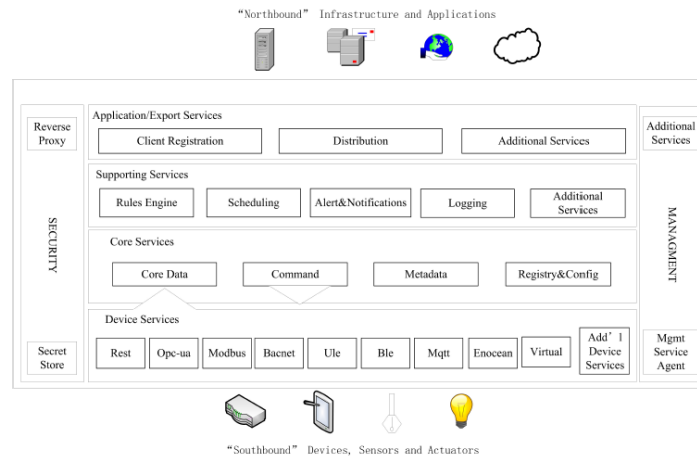 “Northbound” Infrastructure and Applications
Reverse
Proxy
SECURITY
Secret
Store
Application/Export Services
Client Registration
Distribution
Additional Services
Supporting Services
Rules Engine
Scheduling
Alert&Notifications
Logging
Additional
Services
Core Services
Core Data
Command
Metadata
Registry&Config
Device Services
Rest
Opc-ua
Modbus
Bacnet
Ule
Ble
Mqtt
Enocean
Virtual
Add’l
Device
Services
Additional
Services
MANAGMENT
Mgmt
Service
Agent
“Southbound” Devices, Sensors and Actuators